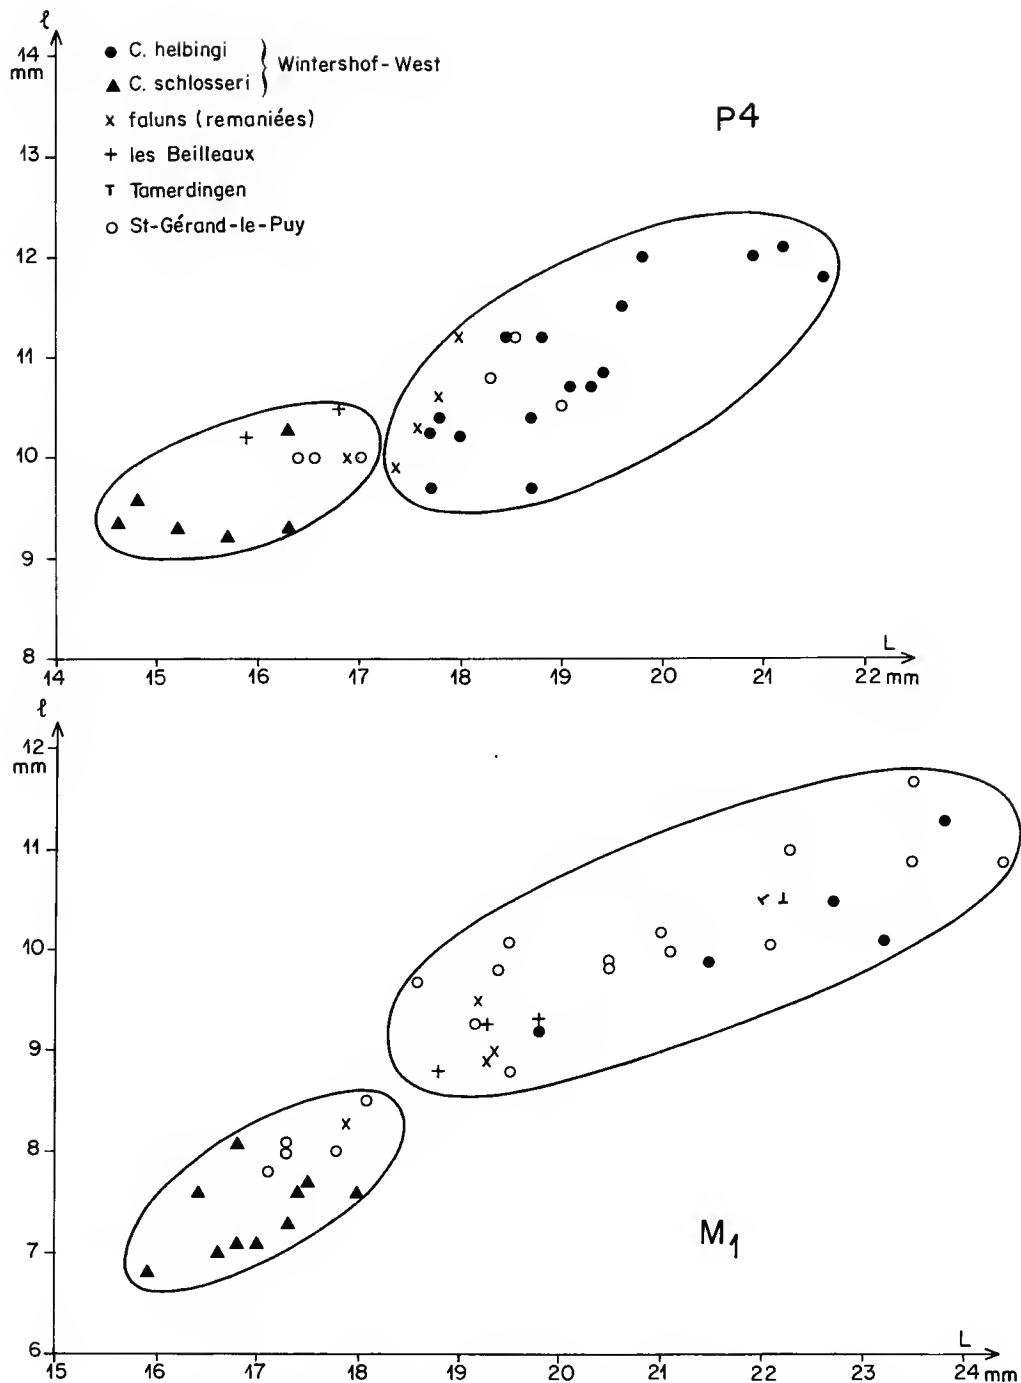 ℓ
14
mm
● C. helbingi
▲ C. schlosseri
} Wintershof-West
x faluns (remaniées)
+ les Beilleaux
T Tamerdingen
○ St-Gérand-le-Puy
P4
13
12
11
10
9
8
L
14 15 16 17 18 19 20 21 22 mm
ℓ
12
mm
11
10
9
8
7
6
M1
L
15 16 17 18 19 20 21 22 23 24 mm